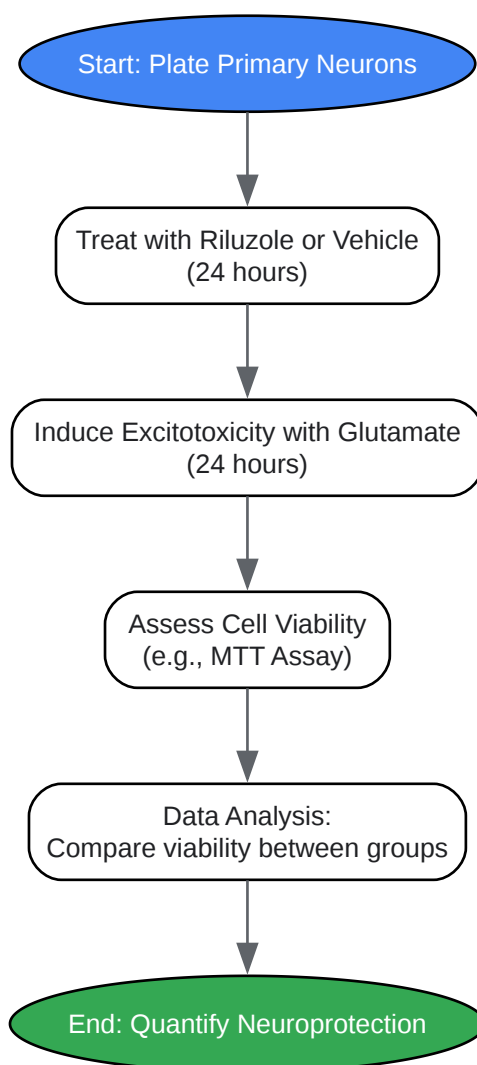 Start: Plate Primary Neurons
Treat with Riluzole or Vehicle
(24 hours)
Induce Excitotoxicity with Glutamate
(24 hours)
Assess Cell Viability
(e.g., MTT Assay)
Data Analysis:
Compare viability between groups
End: Quantify Neuroprotection